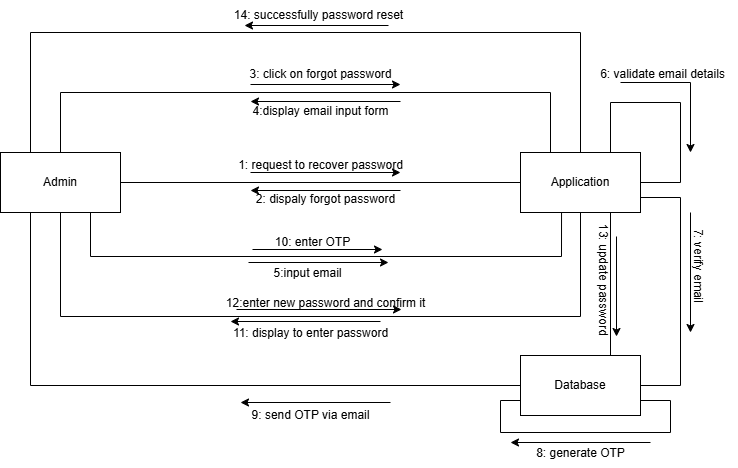 14: successfully password reset
3: click on forgot password
6: validate email details
4:display email input form
1: request to recover password
Admin
Application
2: dispaly forgot password
10: enter OTP
5:input email
13: update password
7: verify email
12:enter new password and confirm it
11: display to enter password
Database
9: send OTP via email
8: generate OTP